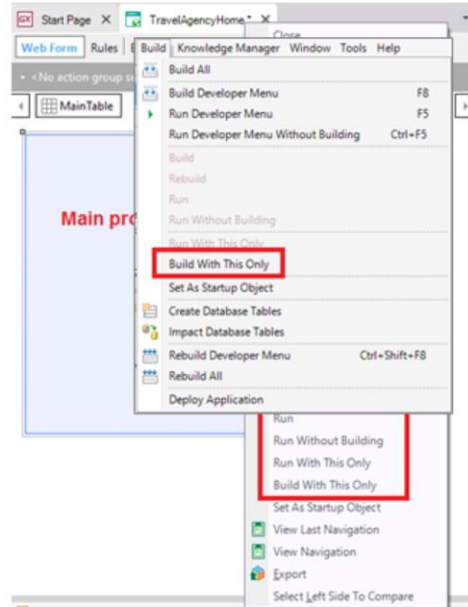 GX Start Page X TravelAgencyHome * X
Close
Web Form Rules
Build Knowledge Manager Window Tools Help
<No action group
Build All
MainTable
Build Developer Menu F8
Run Developer Menu F5
Run Developer Menu Without Building Ctrl+F5
Build
Rebuild
Run
Main pro
Run Without Building
Run With This Only
Build With This Only
Set As Startup Object
Create Database Tables
Impact Database Tables
Rebuild Developer Menu Ctrl+Shift+F8
Rebuild All
Deploy Application
Run
Run Without Building
Run With This Only
Build With This Only
Set As Startup Object
View Last Navigation
View Navigation
Export
Select Left Side To Compare